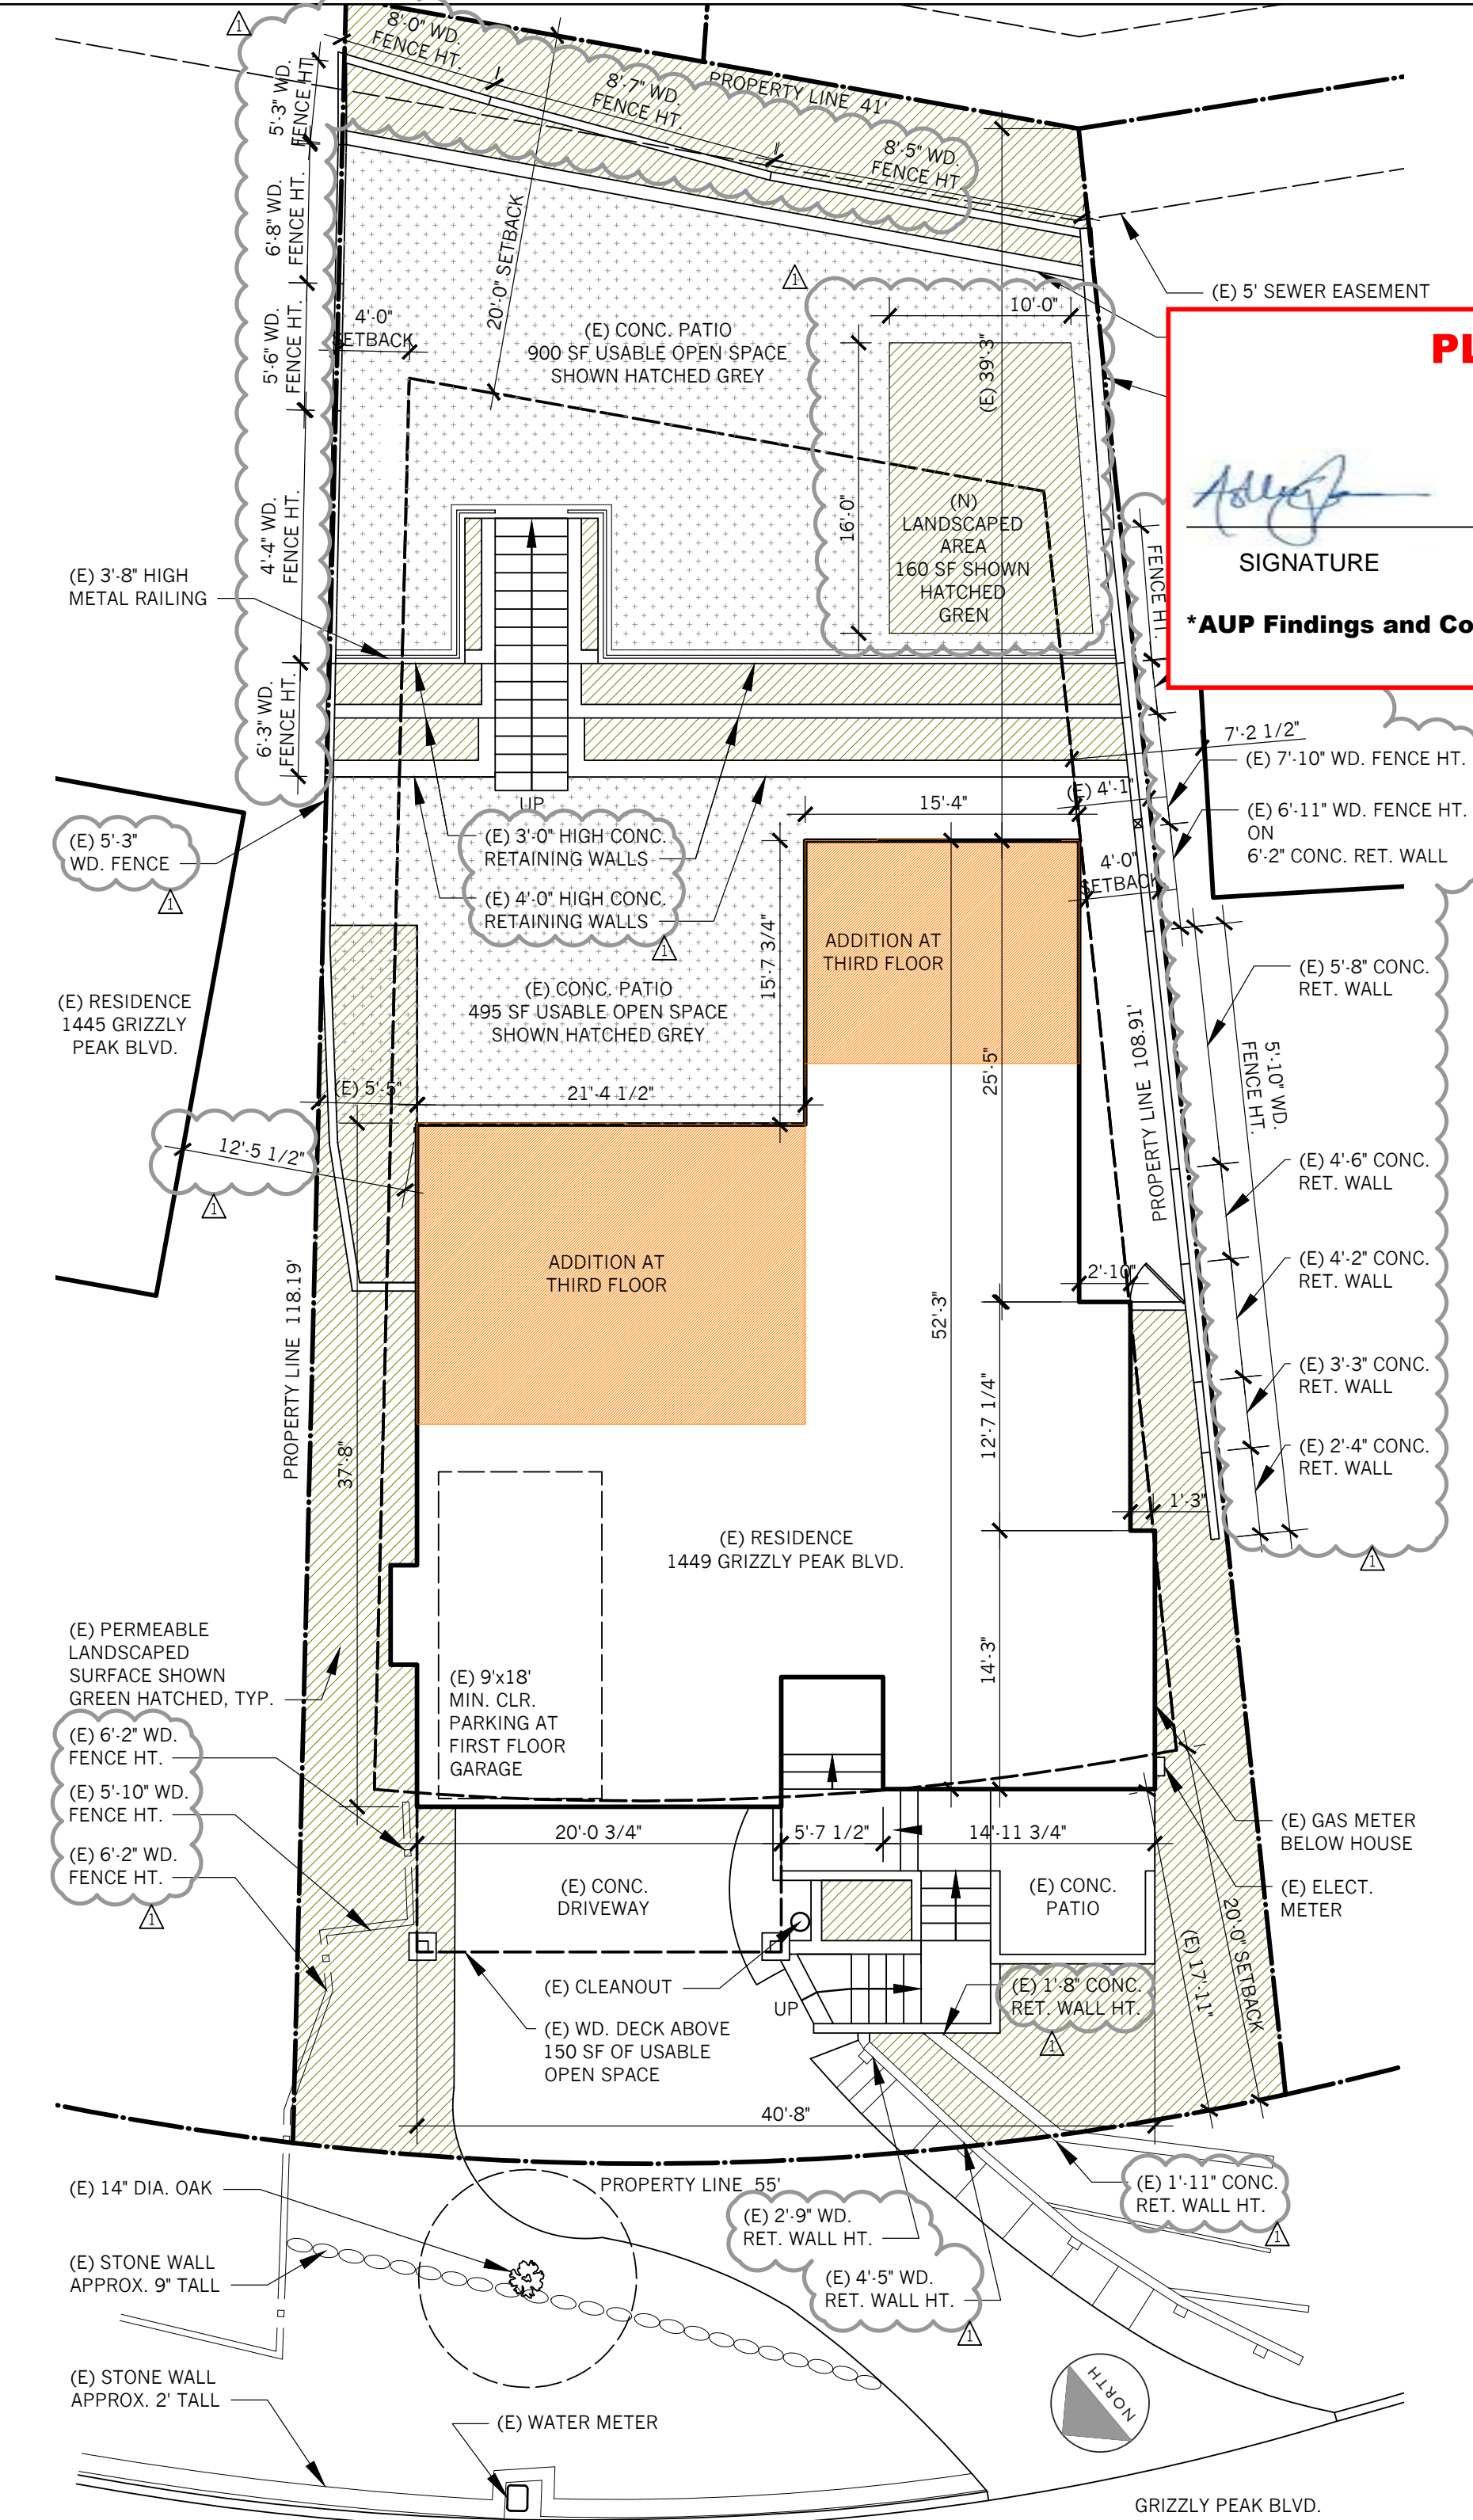 1
8'-0" WD.
FENCE HT.
8'-7" WD.
FENCE HT.
PROPERTY LINE 41'
8'-5" WD.
FENCE HT.
5'-3" WD.
FENCE HT.
6'-8" WD.
FENCE HT.
5'-6" WD.
FENCE HT.
4'-4" WD.
FENCE HT.
6'-3" WD.
FENCE HT.
20'-0" SETBACK
4'-0"
SETBACK
(E) CONC. PATIO
900 SF USABLE OPEN SPACE
SHOWN HATCHED GREY
1
10'-0"
(E) 39'-3"
16'-0"
(N)
LANDSCAPED
AREA
160 SF SHOWN
HATCHED
GREN
(E) 5' SEWER EASEMENT
PL
SIGNATURE
*AUP Findings and Co
FENCE HT.
(E) 3'-8" HIGH
METAL RAILING
7'-2 1/2"
(E) 7'-10" WD. FENCE HT.
(E) 4'-1"
(E) 6'-11" WD. FENCE HT.
ON
6'-2" CONC. RET. WALL
4'-0"
SETBACK
15'-4"
UP
(E) 5'-3"
WD. FENCE
1
(E) 3'-0" HIGH CONC.
RETAINING WALLS
(E) 4'-0" HIGH CONC.
RETAINING WALLS
1
15'-7 3/4"
ADDITION AT
THIRD FLOOR
(E) RESIDENCE
1445 GRIZZLY
PEAK BLVD.
(E) CONC. PATIO
495 SF USABLE OPEN SPACE
SHOWN HATCHED GREY
(E) 5'-8" CONC.
RET. WALL
5'-10" WD.
FENCE HT.
25'-5"
PROPERTY LINE 108.91'
(E) 5'-5"
21'-4 1/2"
12'-5 1/2"
1
(E) 4'-6" CONC.
RET. WALL
ADDITION AT
THIRD FLOOR
2'-10"
(E) 4'-2" CONC.
RET. WALL
PROPERTY LINE 118.19'
52'-3"
(E) 3'-3" CONC.
RET. WALL
12'-7 1/4"
37'-8"
(E) 2'-4" CONC.
RET. WALL
1'-3"
1
(E) RESIDENCE
1449 GRIZZLY PEAK BLVD.
(E) PERMEABLE
LANDSCAPED
SURFACE SHOWN
GREEN HATCHED, TYP.
14'-3"
(E) 9'x18'
MIN. CLR.
PARKING AT
FIRST FLOOR
GARAGE
(E) 6'-2" WD.
FENCE HT.
(E) 5'-10" WD.
FENCE HT.
(E) 6'-2" WD.
FENCE HT.
1
20'-0 3/4"
5'-7 1/2"
14'-11 3/4"
(E) GAS METER
BELOW HOUSE
(E) ELECT.
METER
(E) CONC.
DRIVEWAY
(E) CONC.
PATIO
(E) 17'-11"
20'-0" SETBACK
(E) CLEANOUT
UP
(E) 1'-8" CONC.
RET. WALL HT.
1
(E) WD. DECK ABOVE
150 SF OF USABLE
OPEN SPACE
40'-8"
PROPERTY LINE 55'
(E) 14" DIA. OAK
(E) 1'-11" CONC.
RET. WALL HT.
1
(E) 2'-9" WD.
RET. WALL HT.
(E) 4'-5" WD.
RET. WALL HT.
1
(E) STONE WALL
APPROX. 9" TALL
(E) STONE WALL
APPROX. 2' TALL
(E) WATER METER
NORTH
GRIZZLY PEAK BLVD.